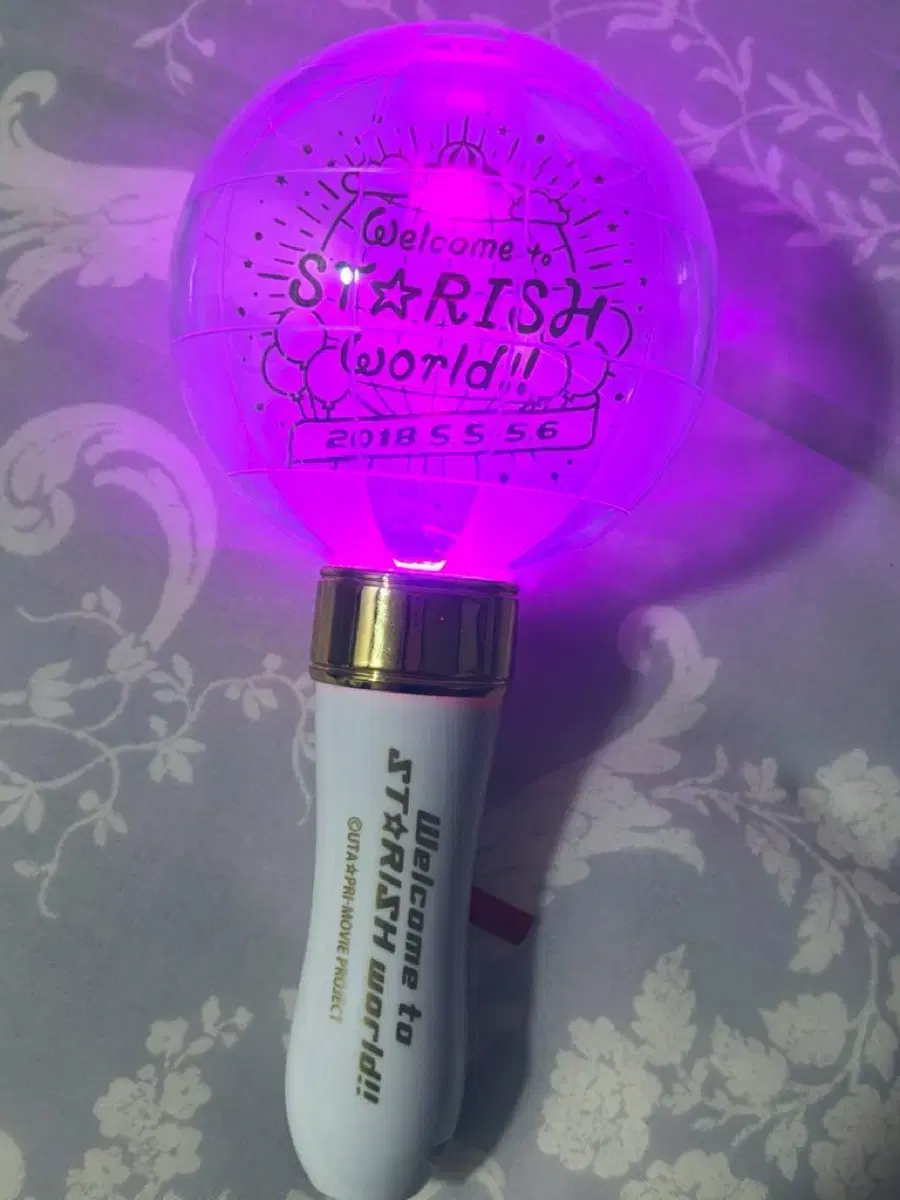 Welcome to
ST☆RISH
world!!
2018 5 5 5 6
Welcome to
ST☆RISH world!!
©UTA☆PRI-MOVIE PROJECT